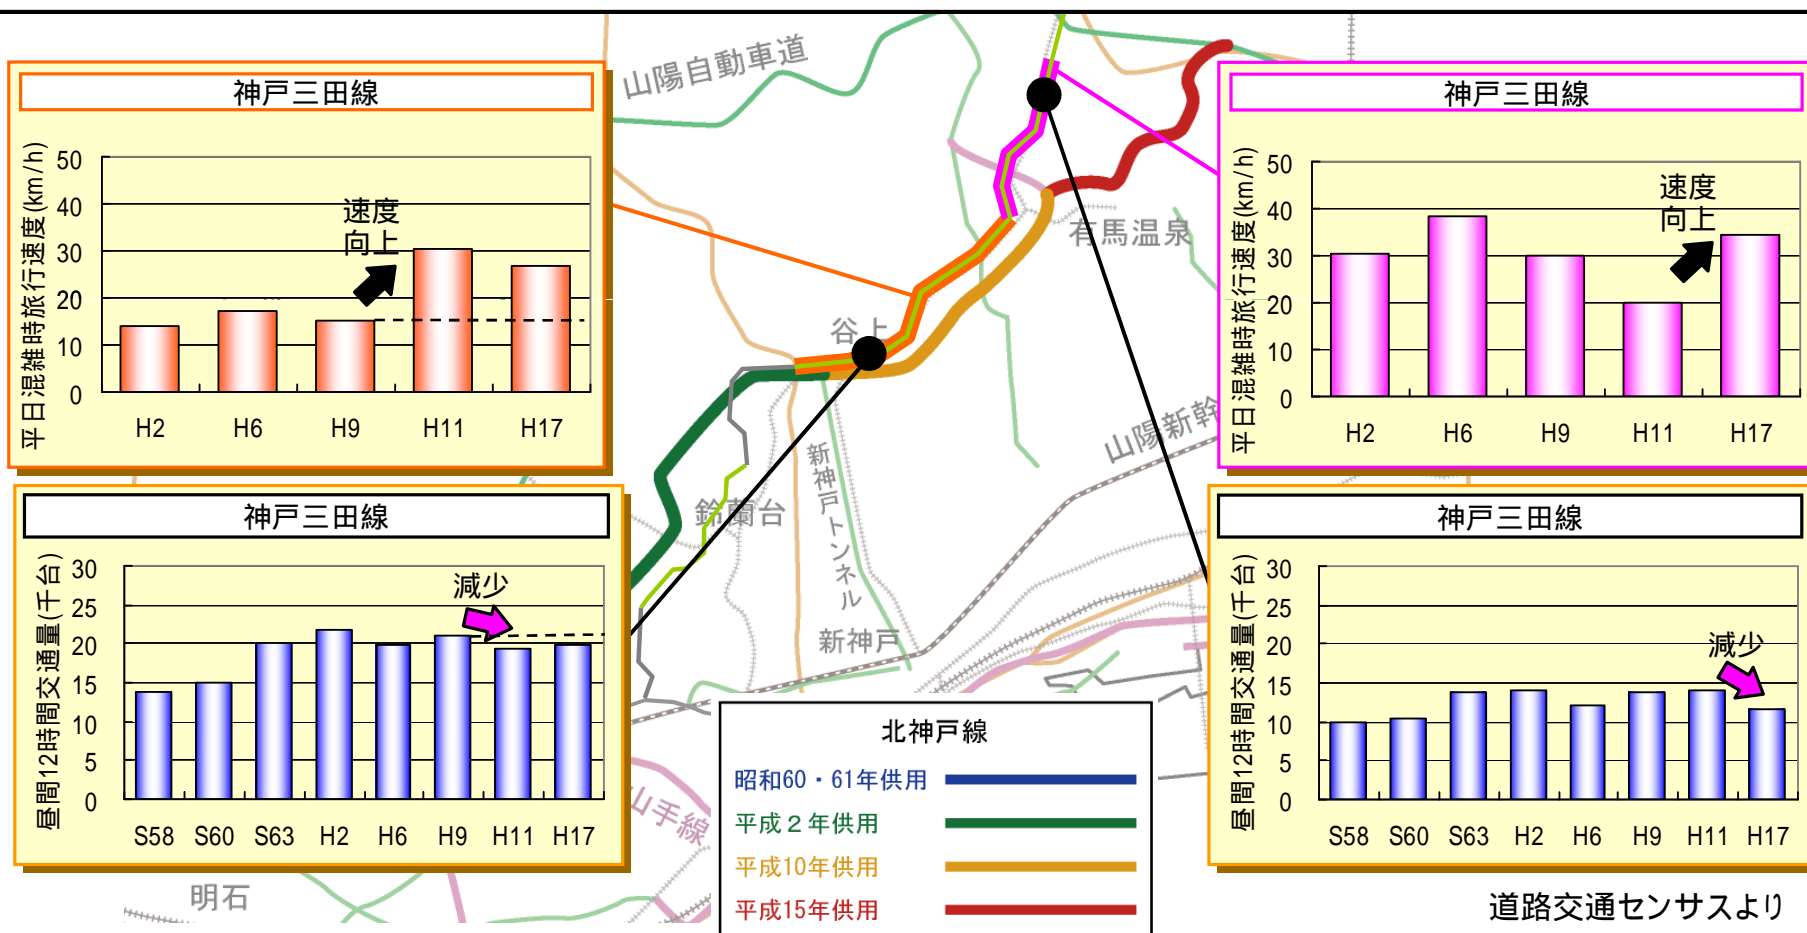 山陽自動車道
有馬温泉
谷上
山陽新幹
新神戸トンネル
鈴蘭台
新神戸
山手線
明石
神戸三田線
平日混雑時旅行速度(km/h)
50
40
30
20
10
0
速度
向上
H2 H6 H9 H11 H17
神戸三田線
平日混雑時旅行速度(km/h)
50
40
30
20
10
0
速度
向上
H2 H6 H9 H11 H17
神戸三田線
昼間12時間交通量(千台)
30
25
20
15
10
5
0
減少
S58 S60 S63 H2 H6 H9 H11 H17
神戸三田線
昼間12時間交通量(千台)
30
25
20
15
10
5
0
減少
S58 S60 S63 H2 H6 H9 H11 H17
北神戸線
昭和60・61年供用
平成２年供用
平成10年供用
平成15年供用
道路交通センサスより